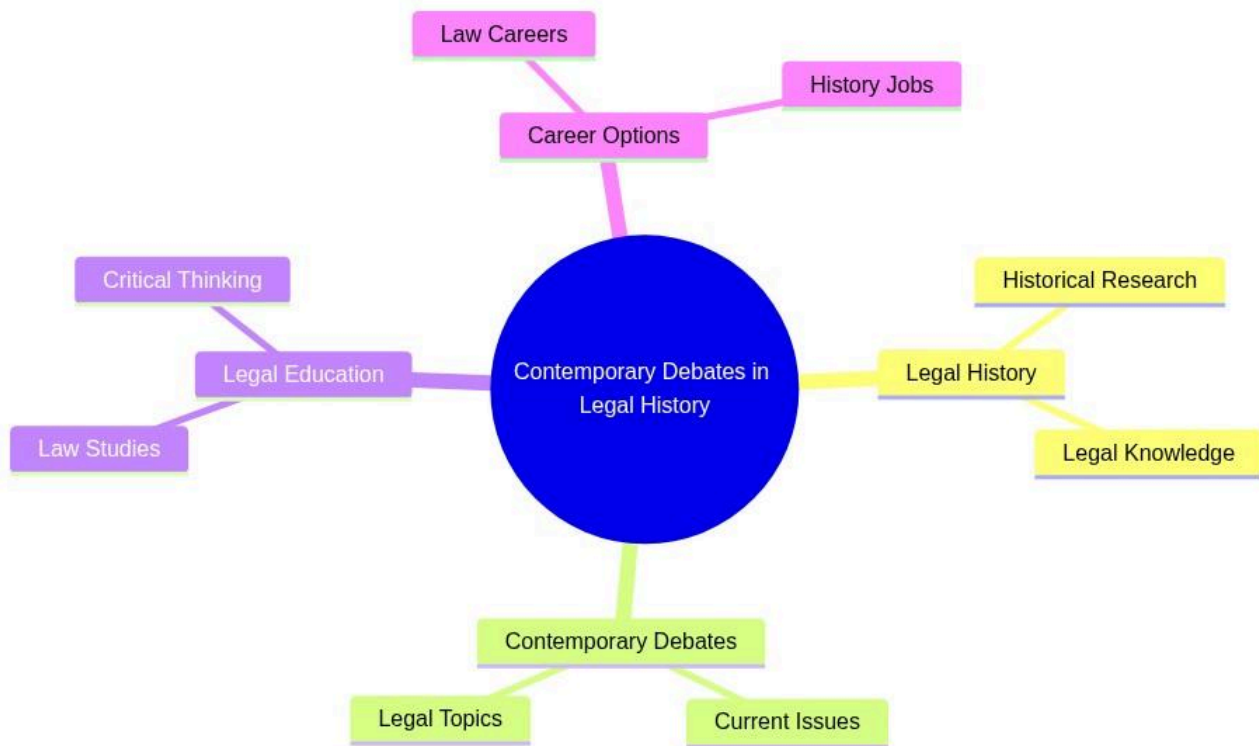 Law Careers
History Jobs
Career Options
Critical Thinking
Historical Research
Legal Education
Contemporary Debates in
Legal History
Legal History
Law Studies
Legal Knowledge
Contemporary Debates
Legal Topics
Current Issues